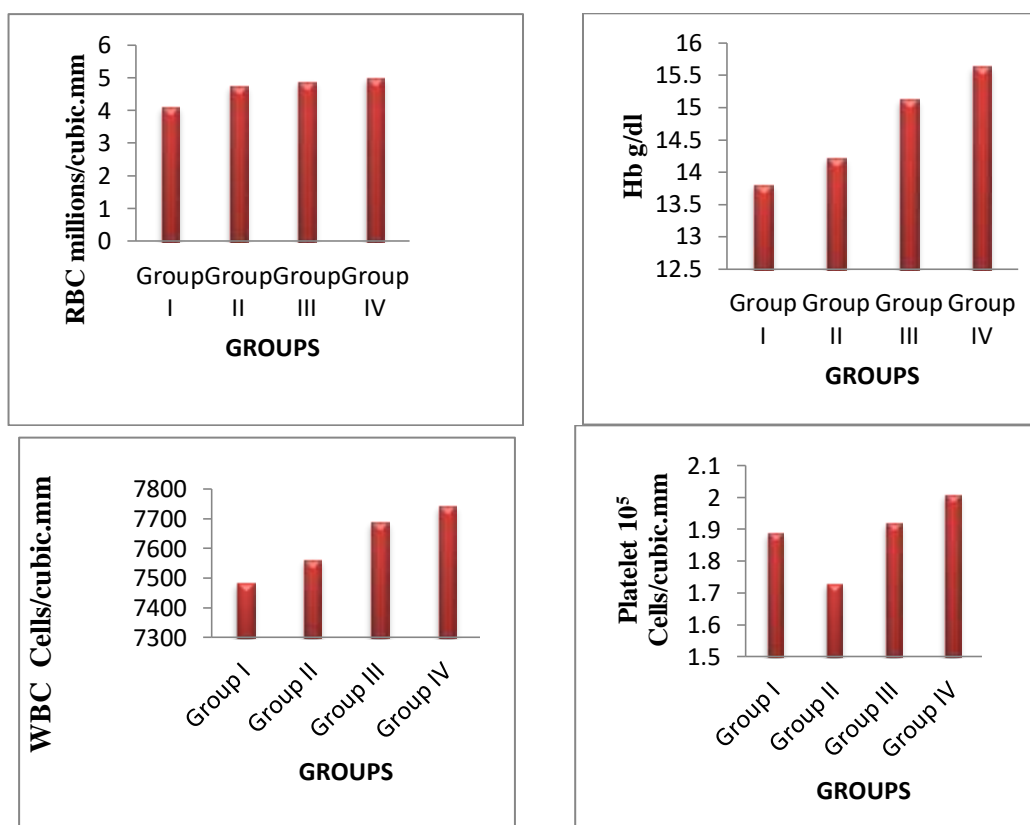 RBC millions/cubic.mm
6
5
4
3
2
1
0
Group Group Group Group
I II III IV
GROUPS
Hb g/dl
16
15.5
15
14.5
14
13.5
13
12.5
Group Group Group Group
I II III IV
GROUPS
WBC Cells/cubic.mm
7800
7700
7600
7500
7400
7300
Group I Group II Group III Group IV
GROUPS
Platelet 10⁵
Cells/cubic.mm
2.1
2
1.9
1.8
1.7
1.6
1.5
Group I Group II Group III Group IV
GROUPS